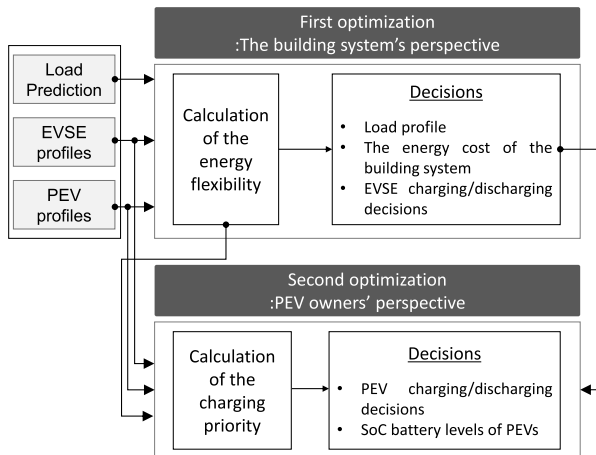 First optimization
:The building system's perspective
Load
Prediction
EVSE
profiles
PEV
profiles
Calculation
of the
energy
flexibility
Decisions
• Load profile
• The energy cost of the
building system
• EVSE charging/discharging
decisions
Second optimization
:PEV owners' perspective
Calculation
of the
charging
priority
Decisions
• PEV charging/discharging
decisions
• SoC battery levels of PEVs